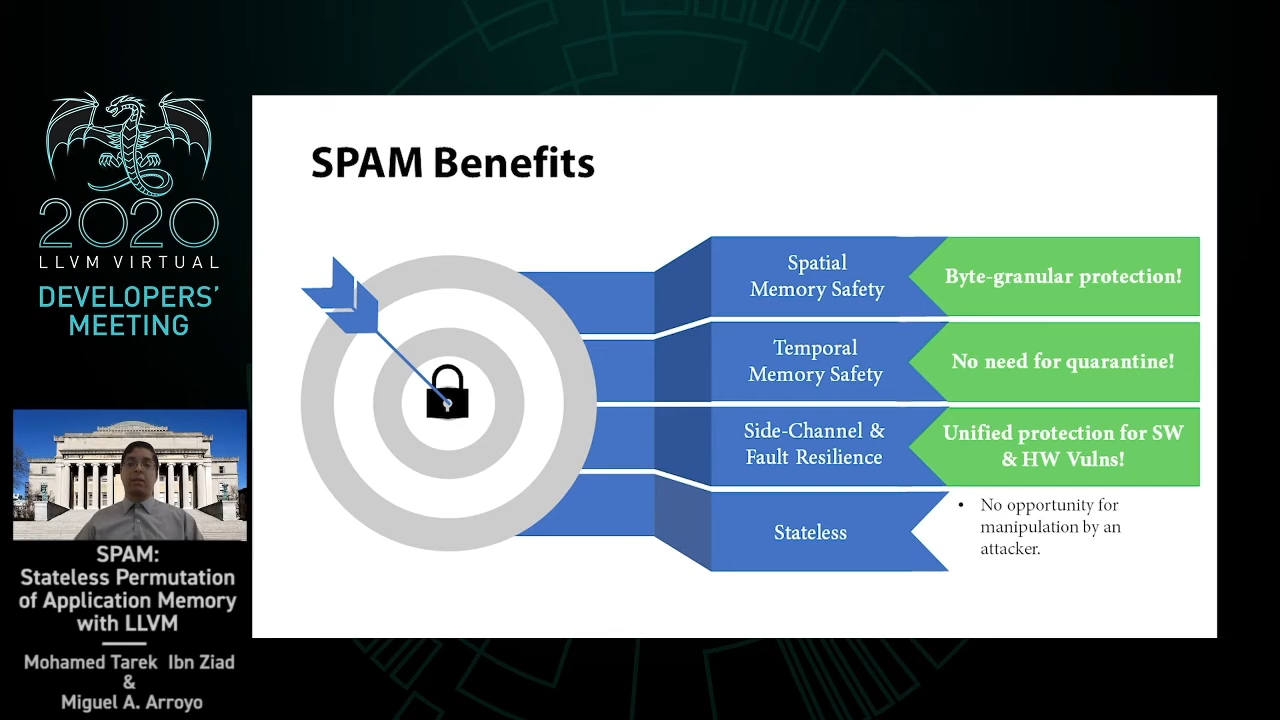 2020
LLVM VIRTUAL
DEVELOPERS'
MEETING
SPAM:
Stateless Permutation
of Application Memory
with LLVM
Mohamed Tarek Ibn Ziad
&
Miguel A. Arroyo
SPAM Benefits
Spatial
Memory Safety
Byte-granular protection!
Temporal
Memory Safety
No need for quarantine!
Side-Channel &
Fault Resilience
Unified protection for SW
& HW Vulns!
Stateless
• No opportunity for
manipulation by an
attacker.